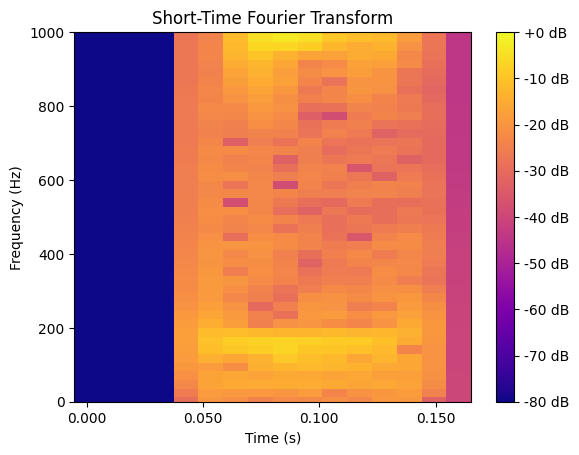 Short-Time Fourier Transform
1000
800
600
400
200
0
Frequency (Hz)
0.000
0.050
0.100
0.150
Time (s)
+0 dB
-10 dB
-20 dB
-30 dB
-40 dB
-50 dB
-60 dB
-70 dB
-80 dB